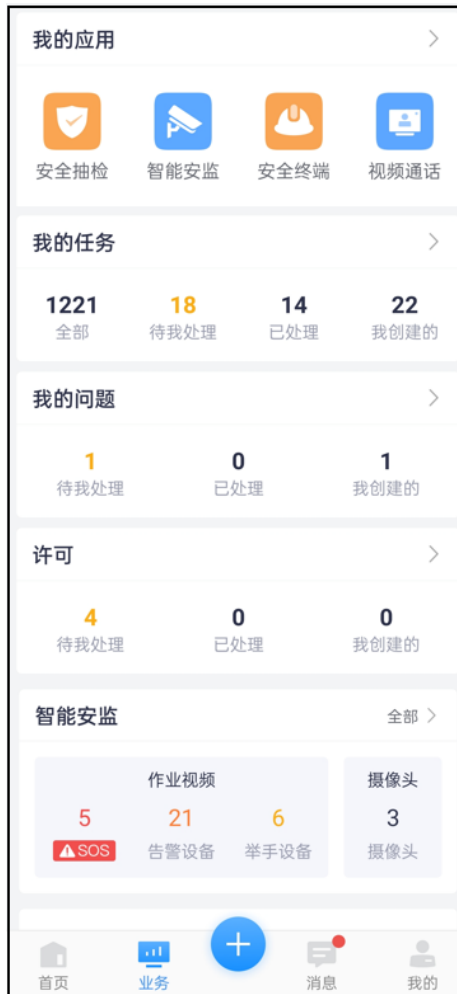 我的应用
安全抽检 智能安监 安全终端 视频通话
我的任务
1221 18 14 22
全部 待我处理 已处理 我创建的
我的问题
1 0 1
待我处理 已处理 我创建的
许可
4 0 0
待我处理 已处理 我创建的
智能安监 全部
作业视频 摄像头
5 21 6 3
SOS 告警设备 举手设备 摄像头
首页 业务 消息 我的